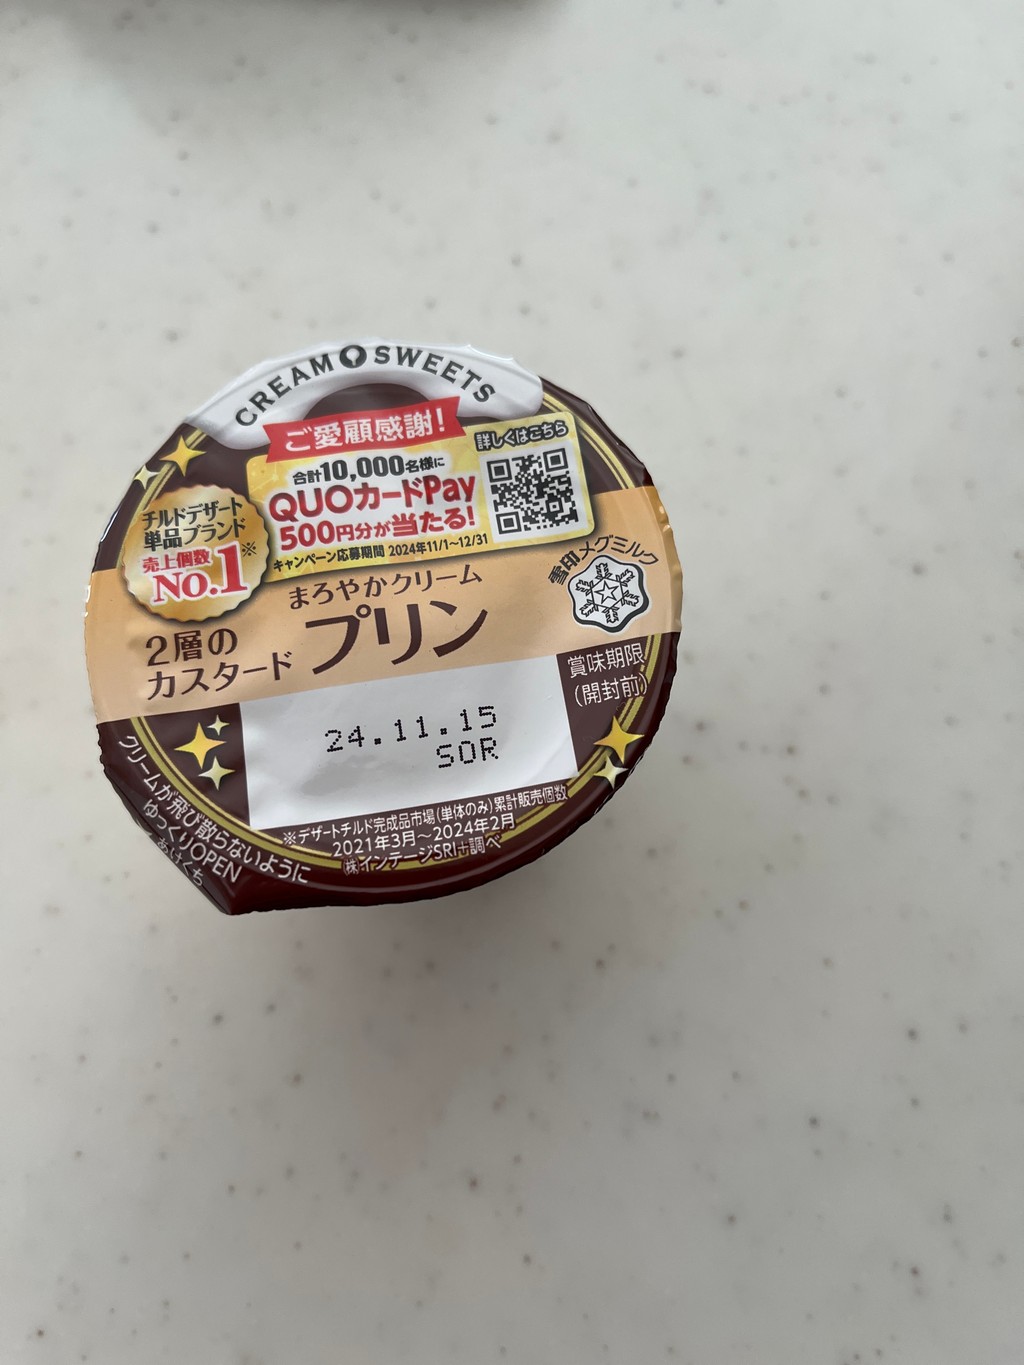 CREAM SWEETS
ご愛顧感謝!
詳しくはこちら
合計10,000名様に
QUOカードPay
500円分が当たる!
キャンペーン応募期間 2024年11/1~12/31
チルドデザート
単品ブランド
売上個数
No.1※
雪印メグミルク
まろやかクリーム
プリン
2層の
カスタード
賞味期限
(開封前)
24.11.15
SOR
※デザートチルド完成品市場(単体のみ)累計販売個数
2021年3月~2024年2月
㈱インテージSRI+調べ
クリームが飛び散らないように
ゆっくりOPEN
あけくち